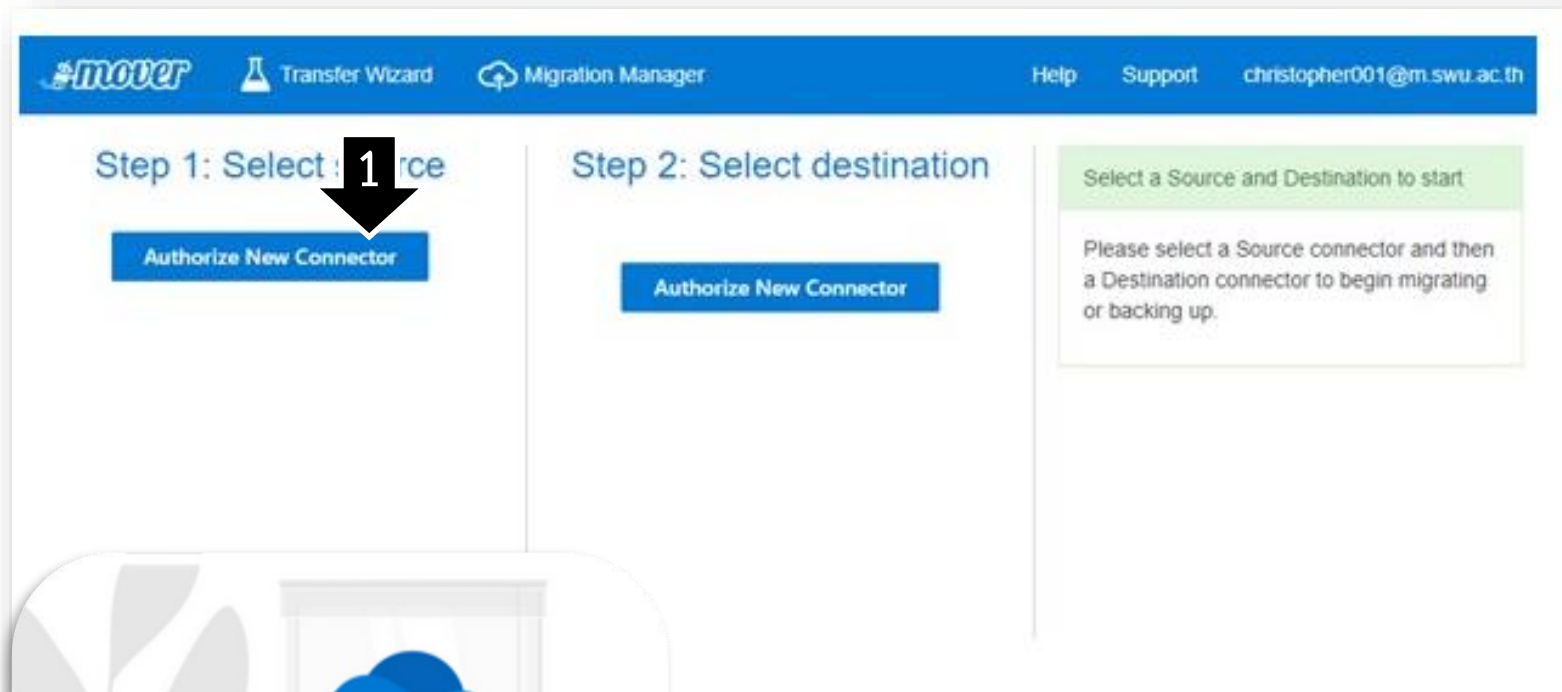 mover Transfer Wizard Migration Manager Help Support christopher001@m.swu.ac.th
Step 1: Select s rce
1
Authorize New Connector
Step 2: Select destination
Authorize New Connector
Select a Source and Destination to start
Please select a Source connector and then
a Destination connector to begin migrating
or backing up.